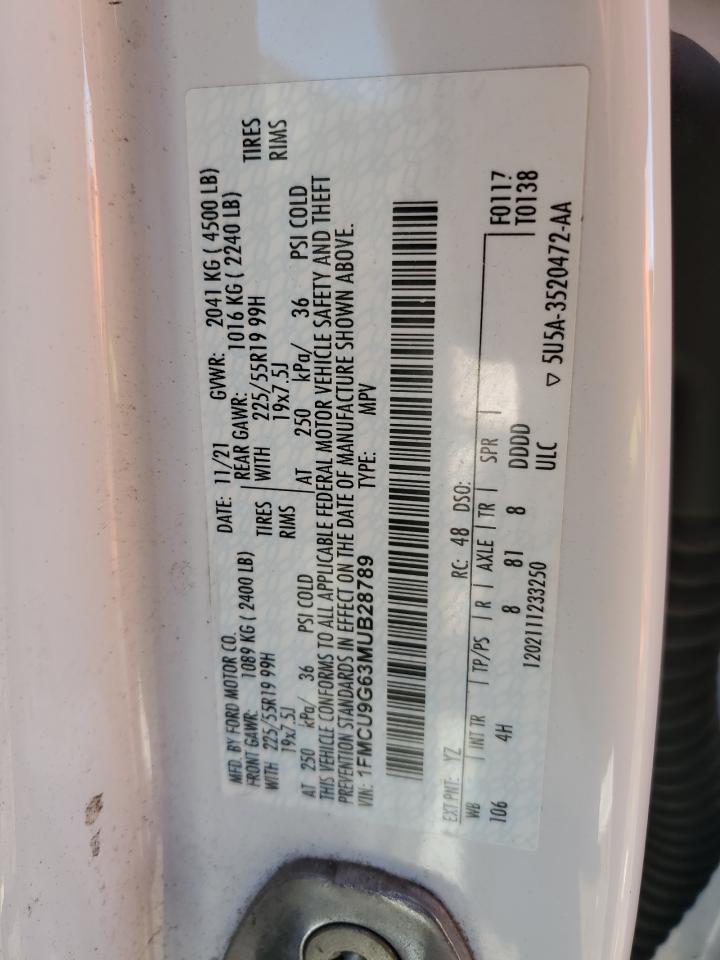 MFD. BY FORD MOTOR CO.
DATE: 11/21 GVWR: 2041 KG ( 4500 LB)
FRONT GAWR: 1089 KG ( 2400 LB) REAR GAWR: 1016 KG ( 2240 LB)
WITH 225/55R19 99H TIRES WITH 225/55R19 99H TIRES
19x7.5J RIMS 19x7.5J RIMS
AT 250 kPa/ 36 PSI COLD AT 250 kPa/ 36 PSI COLD
THIS VEHICLE CONFORMS TO ALL APPLICABLE FEDERAL MOTOR VEHICLE SAFETY AND THEFT
PREVENTION STANDARDS IN EFFECT ON THE DATE OF MANUFACTURE SHOWN ABOVE.
VIN: 1FMCU9G63MUB28789 TYPE: MPV
EXT PNT: YZ RC: 48 DSO:
WB INT TR TP/PS R AXLE TR SPR F0117
106 4H 8 81 8 DDDD T0138
1202111233250 ULC
5U5A-3520472-AA